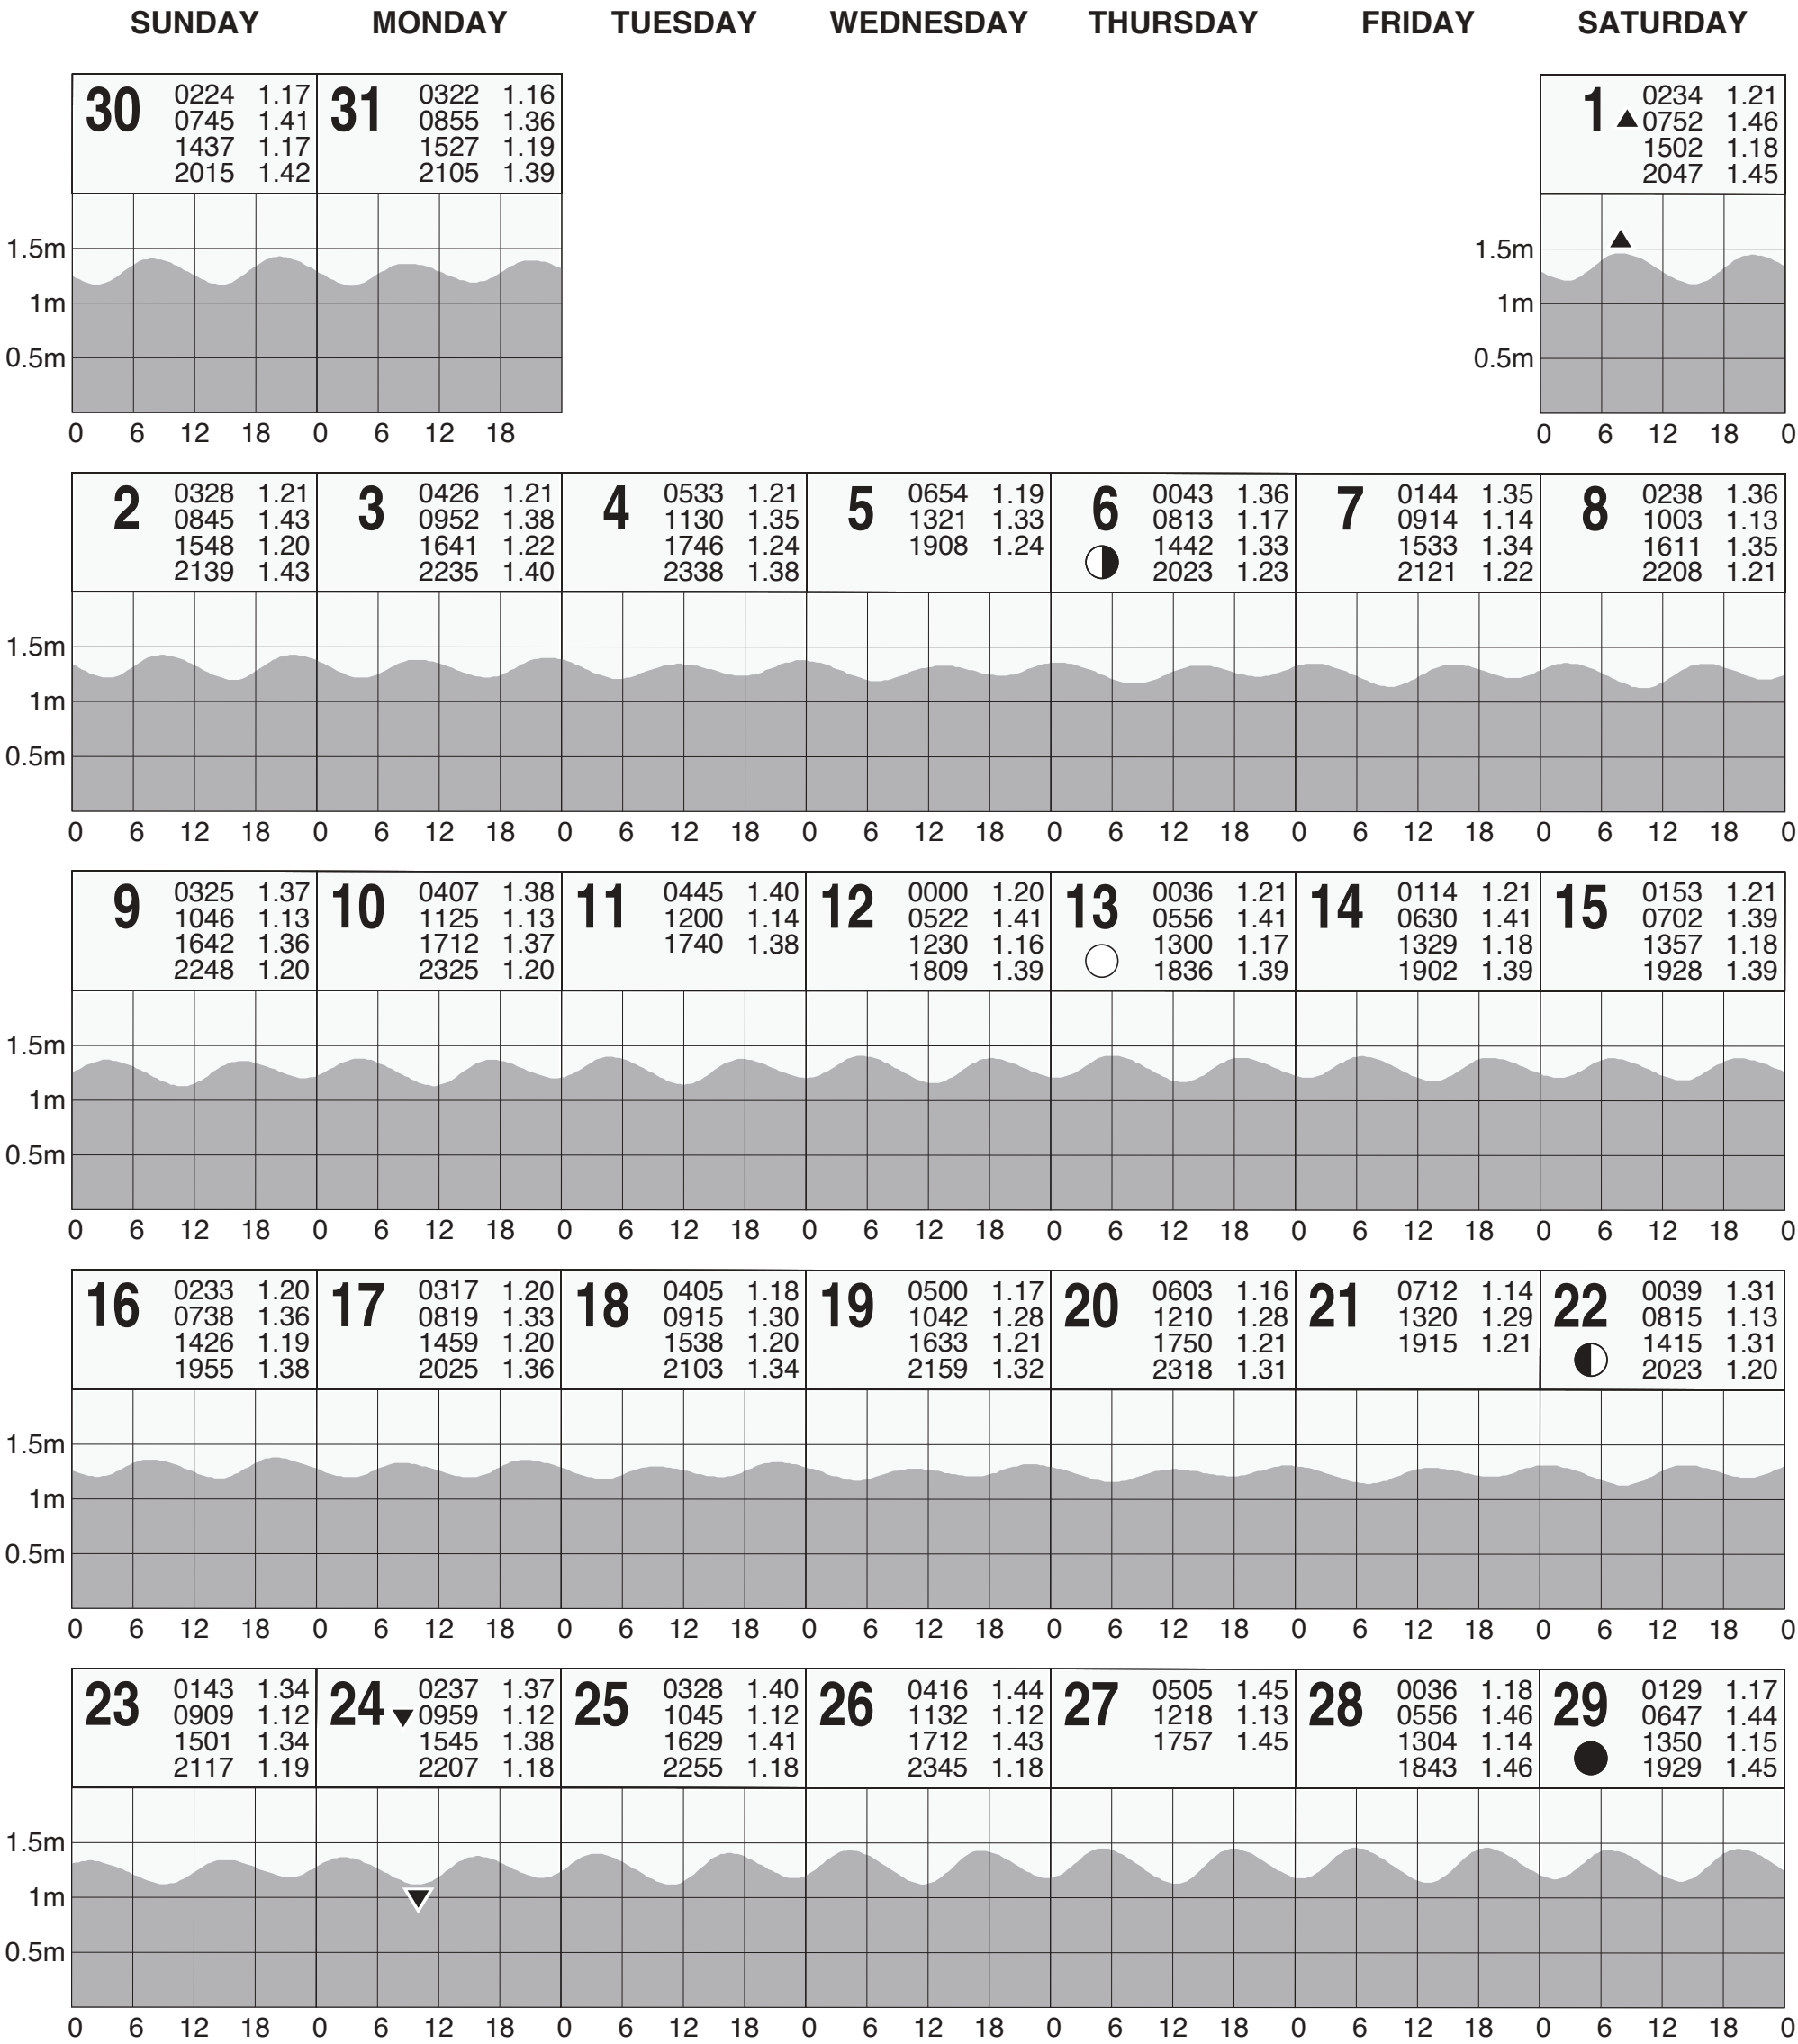 SUNDAY MONDAY TUESDAY WEDNESDAY THURSDAY FRIDAY SATURDAY
30 0224 1.17 31 0322 1.16 1 ▲ 0234 1.21
0745 1.41 0855 1.36 0752 1.46
1437 1.17 1527 1.19 1502 1.18
2015 1.42 2105 1.39 2047 1.45
1.5m 1.5m
1m 1m
0.5m 0.5m
0 6 12 18 0 6 12 18 0 6 12 18 0
2 0328 1.21 3 0426 1.21 4 0533 1.21 5 0654 1.19 6 0043 1.36 7 0144 1.35 8 0238 1.36
0845 1.43 0952 1.38 1130 1.35 1321 1.33 0813 1.17 0914 1.14 1003 1.13
1548 1.20 1641 1.22 1746 1.24 1908 1.24 1442 1.33 1533 1.34 1611 1.35
2139 1.43 2235 1.40 2338 1.38 2023 1.23 2121 1.22 2208 1.21
1.5m
1m
0.5m
0 6 12 18 0 6 12 18 0 6 12 18 0 6 12 18 0 6 12 18 0 6 12 18 0 6 12 18 0
9 0325 1.37 10 0407 1.38 11 0445 1.40 12 0000 1.20 13 0036 1.21 14 0114 1.21 15 0153 1.21
1046 1.13 1125 1.13 1200 1.14 0522 1.41 0556 1.41 0630 1.41 0702 1.39
1642 1.36 1712 1.37 1740 1.38 1230 1.16 1300 1.17 1329 1.18 1357 1.18
2248 1.20 2325 1.20 1809 1.39 1836 1.39 1902 1.39 1928 1.39
1.5m
1m
0.5m
0 6 12 18 0 6 12 18 0 6 12 18 0 6 12 18 0 6 12 18 0 6 12 18 0 6 12 18 0
16 0233 1.20 17 0317 1.20 18 0405 1.18 19 0500 1.17 20 0603 1.16 21 0712 1.14 22 0039 1.31
0738 1.36 0819 1.33 0915 1.30 1042 1.28 1210 1.28 1320 1.29 0815 1.13
1426 1.19 1459 1.20 1538 1.20 1633 1.21 1750 1.21 1915 1.21 1415 1.31
1955 1.38 2025 1.36 2103 1.34 2159 1.32 2318 1.31 2023 1.20
1.5m
1m
0.5m
0 6 12 18 0 6 12 18 0 6 12 18 0 6 12 18 0 6 12 18 0 6 12 18 0 6 12 18 0
23 0143 1.34 24 ▼ 0237 1.37 25 0328 1.40 26 0416 1.44 27 0505 1.45 28 0036 1.18 29 0129 1.17
0909 1.12 0959 1.12 1045 1.12 1132 1.12 1218 1.13 0556 1.46 0647 1.44
1501 1.34 1545 1.38 1629 1.41 1712 1.43 1757 1.45 1304 1.14 1350 1.15
2117 1.19 2207 1.18 2255 1.18 2345 1.18 1843 1.46 1929 1.45
1.5m
1m
0.5m
0 6 12 18 0 6 12 18 0 6 12 18 0 6 12 18 0 6 12 18 0 6 12 18 0 6 12 18 0